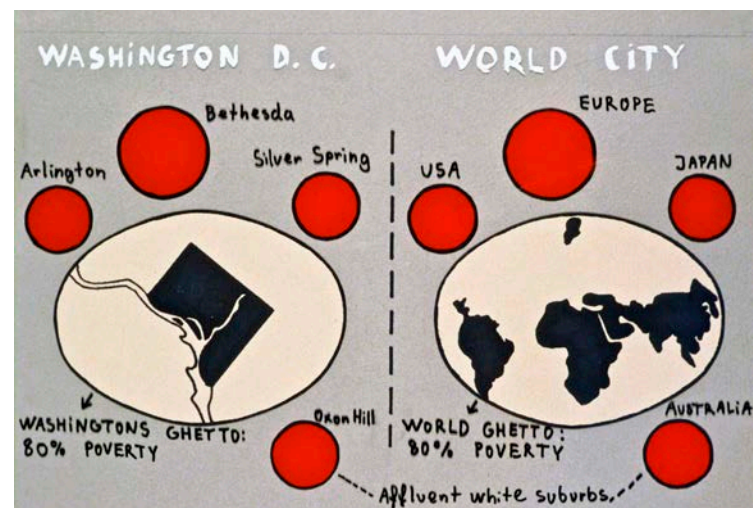 WASHiNGTON D.C.
WORLD CiTY
Bethesda
Arlington
Silver Spring
EUROPE
USA
JAPAN
WASHINGTONS GHETTO:
80% POVERTY
Oxon Hill
WORLD GHETTO:
80% POVERTY
AUSTRALIA
Affluent white suburbs